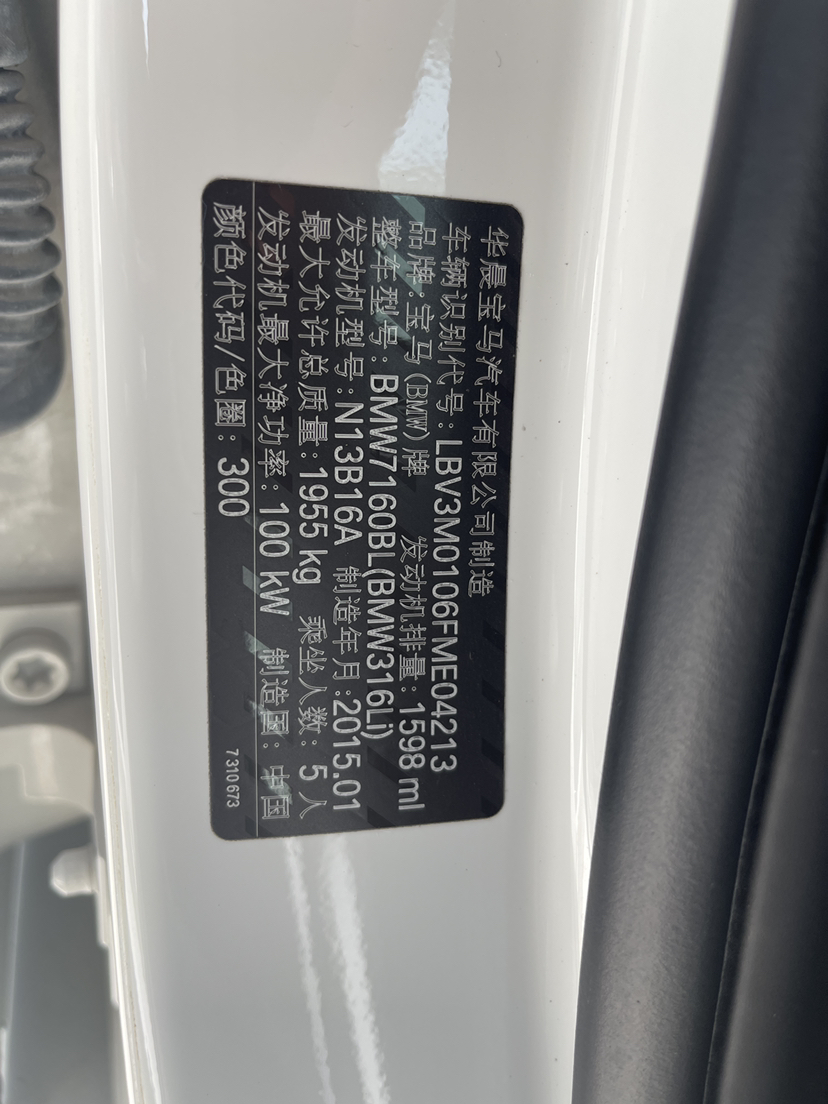 华晨宝马汽车有限公司制造
车辆识别代号:LBV3M0106FME04213
品牌:宝马(BMW)牌 发动机排量:1598 ml
整车型号:BMW7160BL(BMW316Li)
发动机型号:N13B16A 制造年月:2015.01
最大允许总质量:1955 kg 乘坐人数:5人
发动机最大净功率:100 kW 制造国:中国
颜色代码/色圈:300
7310673